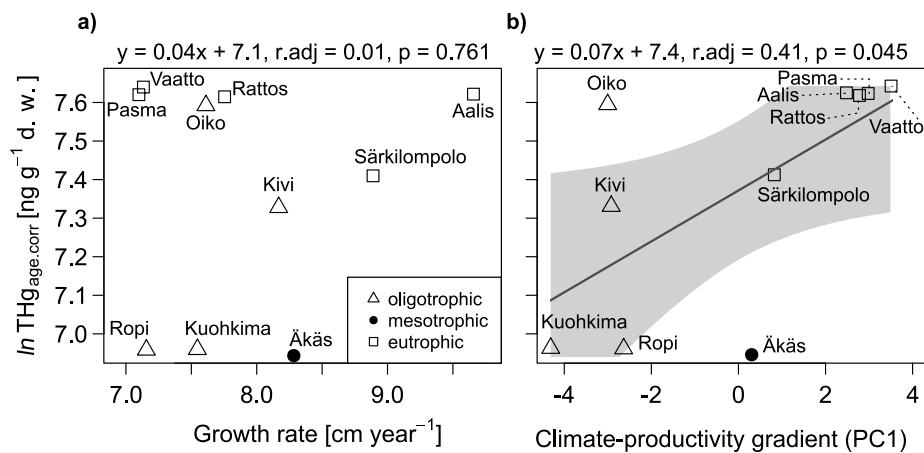 a)
y = 0.04x + 7.1, r.adj = 0.01, p = 0.761
ln THg age.corr [ng g⁻¹ d. w.]
7.6
7.5
7.4
7.3
7.2
7.1
7.0
Vaatto
Pasma
Rattos
Oiko
Aalis
Särkilompolo
Kivi
Ropi
Kuohkima
Äkäs
oligotrophic
mesotrophic
eutrophic
7.0 8.0 9.0
Growth rate [cm year⁻¹]
b)
y = 0.07x + 7.4, r.adj = 0.41, p = 0.045
Oiko
Pasma
Aalis
Rattos
Vaatto
Kivi
Särkilompolo
Kuohkima
Ropi
Äkäs
-4 -2 0 2 4
Climate-productivity gradient (PC1)